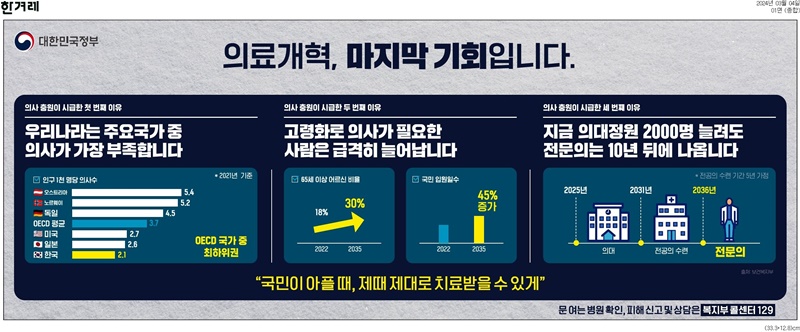 한겨레
2024년 03월 04일
01면 (종합)
대한민국정부
의료개혁, 마지막 기회입니다.
의사 충원이 시급한 첫 번째 이유
우리나라는 주요국가 중
의사가 가장 부족합니다
인구 1천 명당 의사수
* 2021년 기준
오스트리아 5.4
노르웨이 5.2
독일 4.5
OECD 평균 3.7
미국 2.7
일본 2.6
한국 2.1
OECD 국가 중
최하위권
의사 충원이 시급한 두 번째 이유
고령화로 의사가 필요한
사람은 급격히 늘어납니다
65세 이상 어르신 비율
18%
30%
2022 2035
국민 입원일수
45%
증가
2022 2035
의사 충원이 시급한 세 번째 이유
지금 의대정원 2000명 늘려도
전문의는 10년 뒤에 나옵니다
* 전공의 수련 기간 5년 가정
2025년 2031년 2036년
의대 전공의 수련 전문의
출처: 보건복지부
“국민이 아플 때, 제때 제대로 치료받을 수 있게”
문 여는 병원 확인, 피해 신고 및 상담은 복지부 콜센터 129
(33.3*12.8)cm